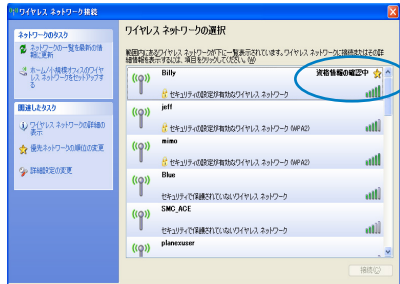 ワイヤレス ネットワーク接続
ネットワークのタスク
ネットワークの一覧を最新の情
報に更新
ホーム/小規模オフィスのワイヤ
レス ネットワークをセットアップす
る
関連したタスク
ワイヤレス ネットワークの詳細の
表示
優先ネットワークの順位の変更
詳細設定の変更
ワイヤレス ネットワークの選択
範囲内にあるワイヤレス ネットワークが下に一覧表示されています。ワイヤレス ネットワークに接続またはその詳
細情報を表示するには、項目をクリックしてください(W)
Billy
資格情報の確認中
セキュリティの設定が有効なワイヤレス ネットワーク
jeff
セキュリティの設定が有効なワイヤレス ネットワーク (WPA2)
mimo
セキュリティの設定が有効なワイヤレス ネットワーク (WPA2)
Blue
セキュリティで保護されていないワイヤレス ネットワーク
SMC_ACE
セキュリティで保護されていないワイヤレス ネットワーク
planexuser
接続(C)